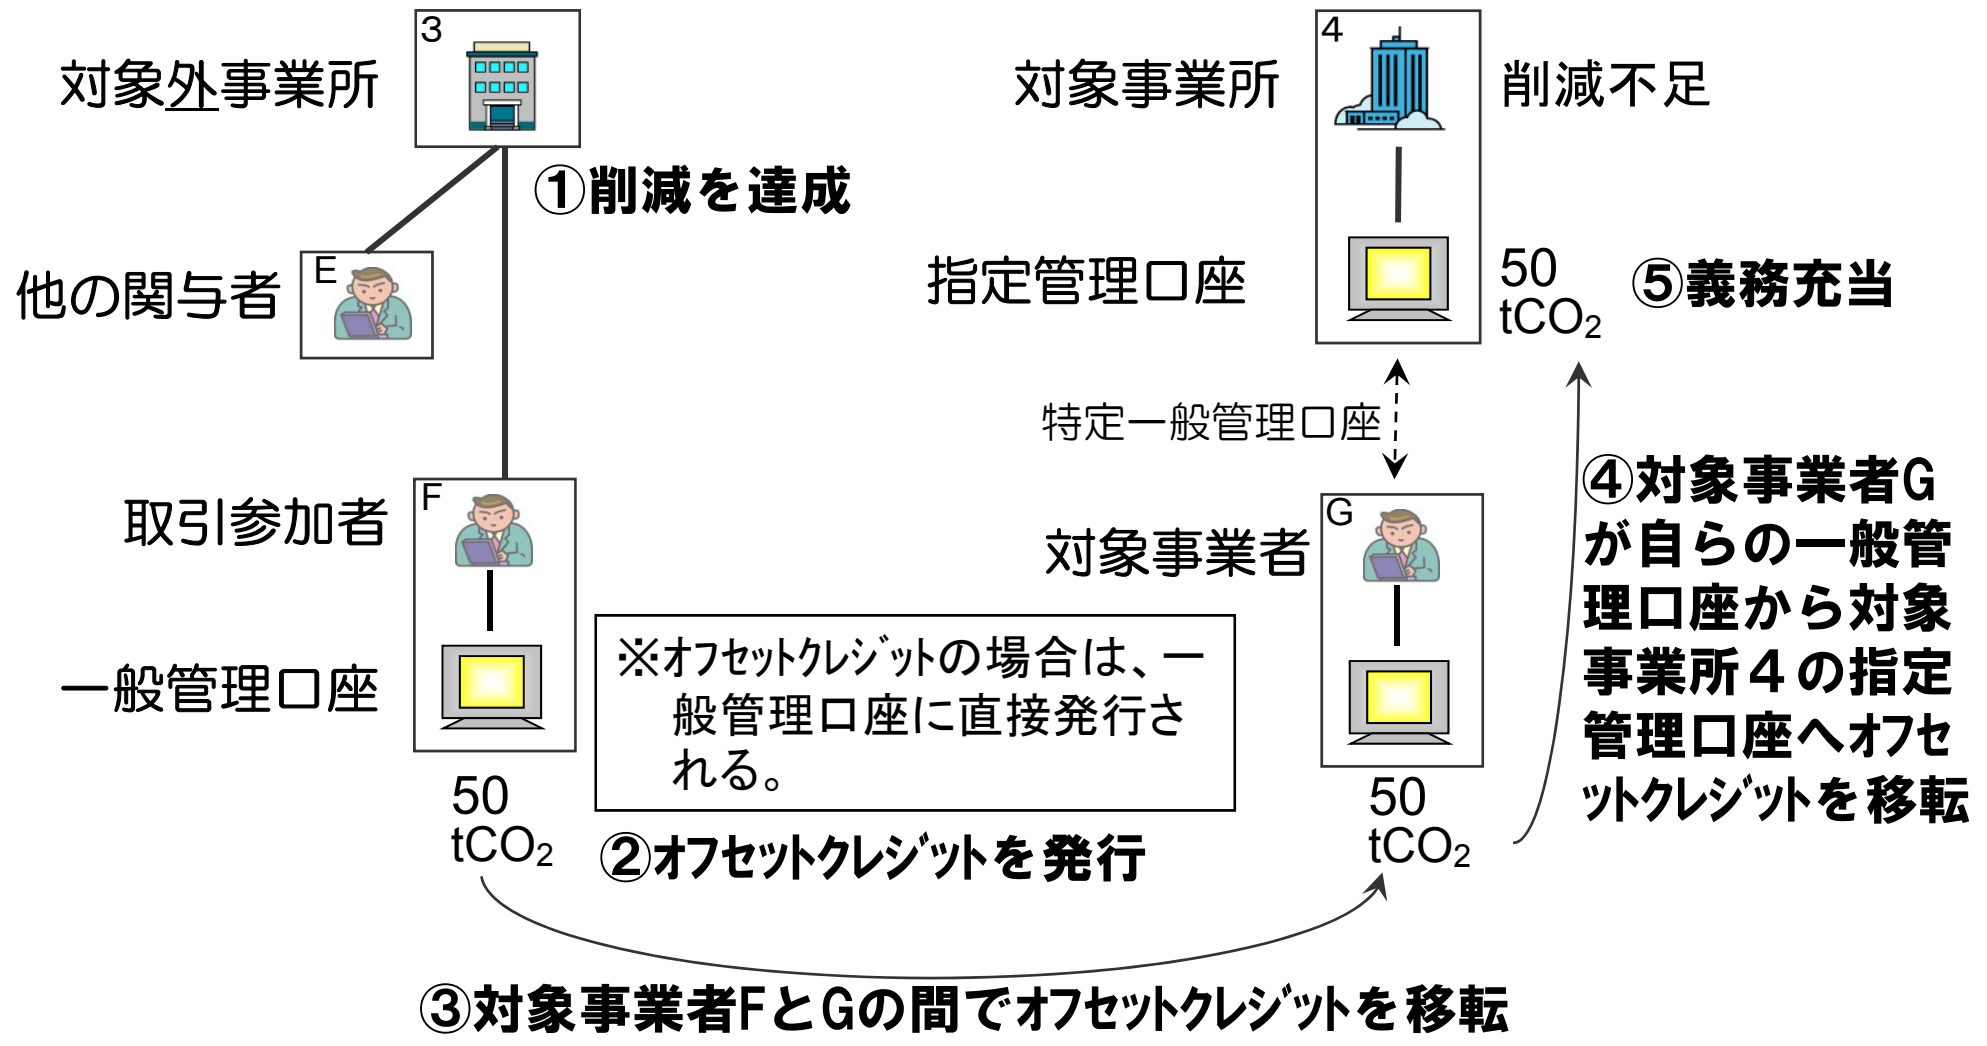 3
対象外事業所
①削減を達成
他の関与者
E
取引参加者
F
一般管理口座
50
tCO₂
※ｵﾌｾｯﾄｸﾚｼﾞｯﾄの場合は、一
般管理口座に直接発行さ
れる。
②ｵﾌｾｯﾄｸﾚｼﾞｯﾄを発行
③対象事業者FとGの間でｵﾌｾｯﾄｸﾚｼﾞｯﾄを移転
4
対象事業所
削減不足
指定管理口座
50
tCO₂
⑤義務充当
特定一般管理口座
G
対象事業者
50
tCO₂
④対象事業者G
が自らの一般管
理口座から対象
事業所４の指定
管理口座へｵﾌｾ
ｯﾄｸﾚｼﾞｯﾄを移転